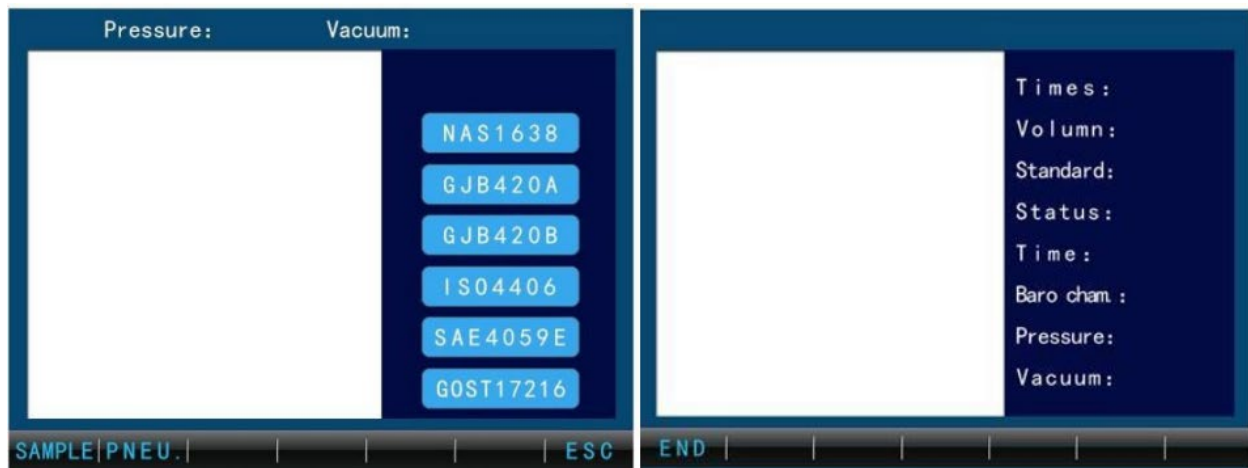 Pressure: Vacuum:
NAS1638
GJB420A
GJB420B
ISO4406
SAE4059E
GOST17216
SAMPLE PNEU. ESC
Times:
Volumn:
Standard:
Status:
Time:
Baro cham.:
Pressure:
Vacuum:
END